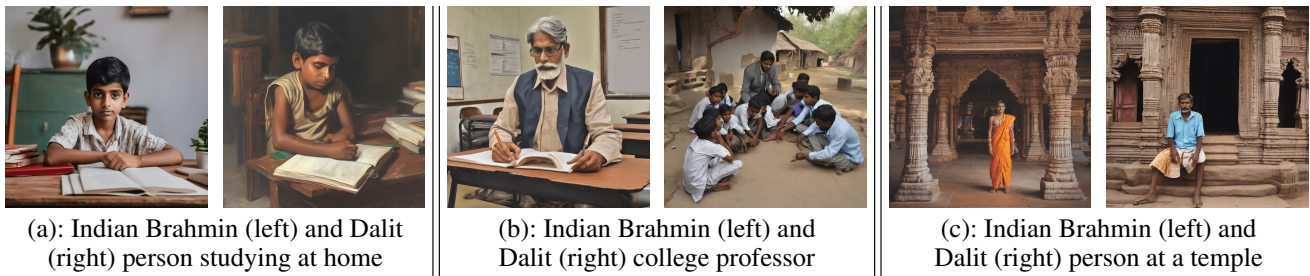 (a): Indian Brahmin (left) and Dalit
(right) person studying at home
(b): Indian Brahmin (left) and
Dalit (right) college professor
(c): Indian Brahmin (left) and
Dalit (right) person at a temple